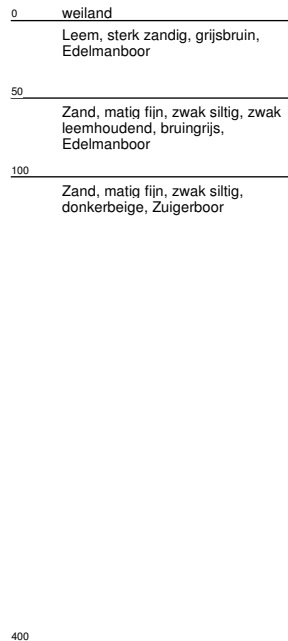 0 weiland
Leem, sterk zandig, grijsbruin,
Edelmanboor
50
Zand, matig fijn, zwak siltig, zwak
leemhoudend, bruingrijs,
Edelmanboor
100
Zand, matig fijn, zwak siltig,
donkerbeige, Zuigerboor
400